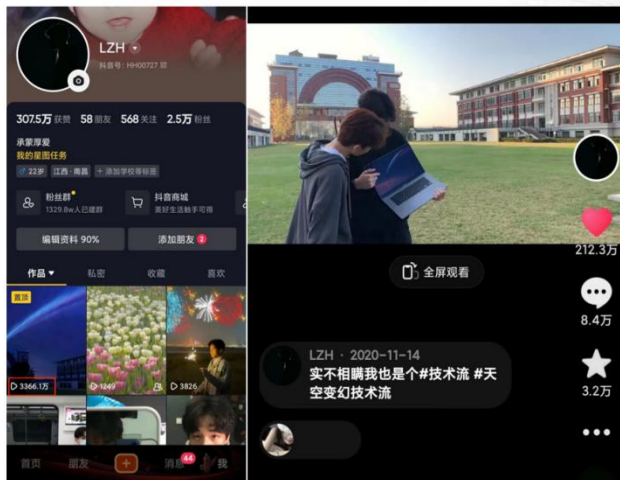 LZH
抖音号：HH00727
307.5万 获赞 58 朋友 568 关注 2.5万 粉丝
承蒙厚爱
我的星图任务
22岁 江西·南昌 + 添加学校等标签
粉丝群
1329.8w人已建群
抖音商城
美好生活触手可得
编辑资料 90%
添加朋友 2
作品 私密 收藏 喜欢
置顶
3366.1万
1249
3826
首页 朋友 消息 44 我
212.3万
全屏观看
8.4万
LZH · 2020-11-14
实不相瞒我也是个#技术流 #天
空变幻技术流
3.2万